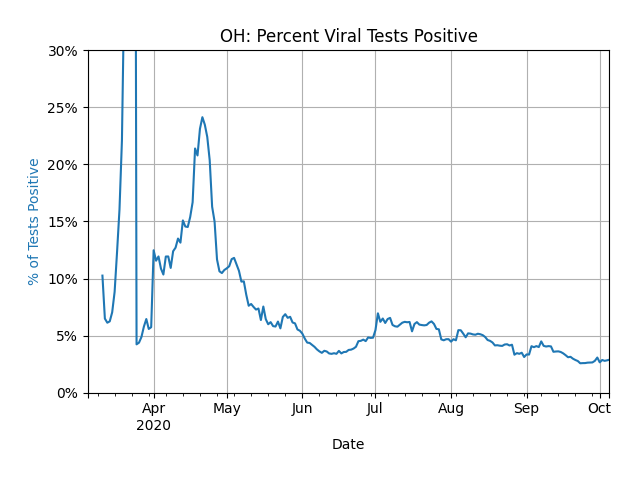 OH: Percent Viral Tests Positive
30%
25%
20%
15%
10%
5%
0%
% of Tests Positive
Apr May Jun Jul Aug Sep Oct
2020
Date